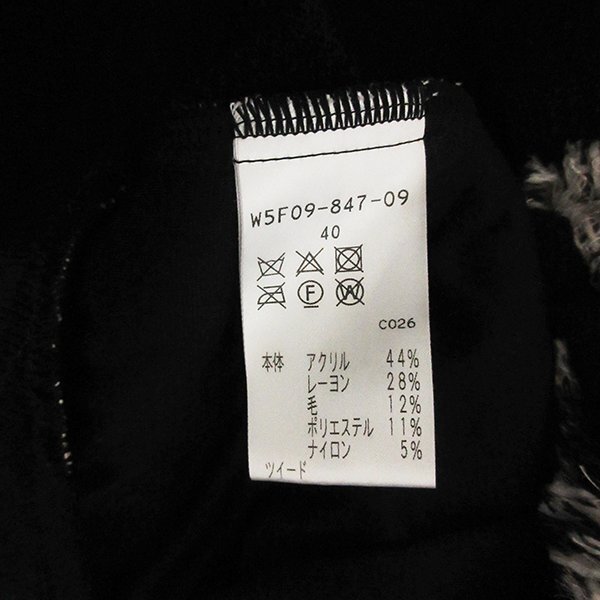 W5F09-847-09
40
F W
C026
本体 アクリル 44%
レーヨン 28%
毛 12%
ポリエステル 11%
ナイロン 5%
ツイード